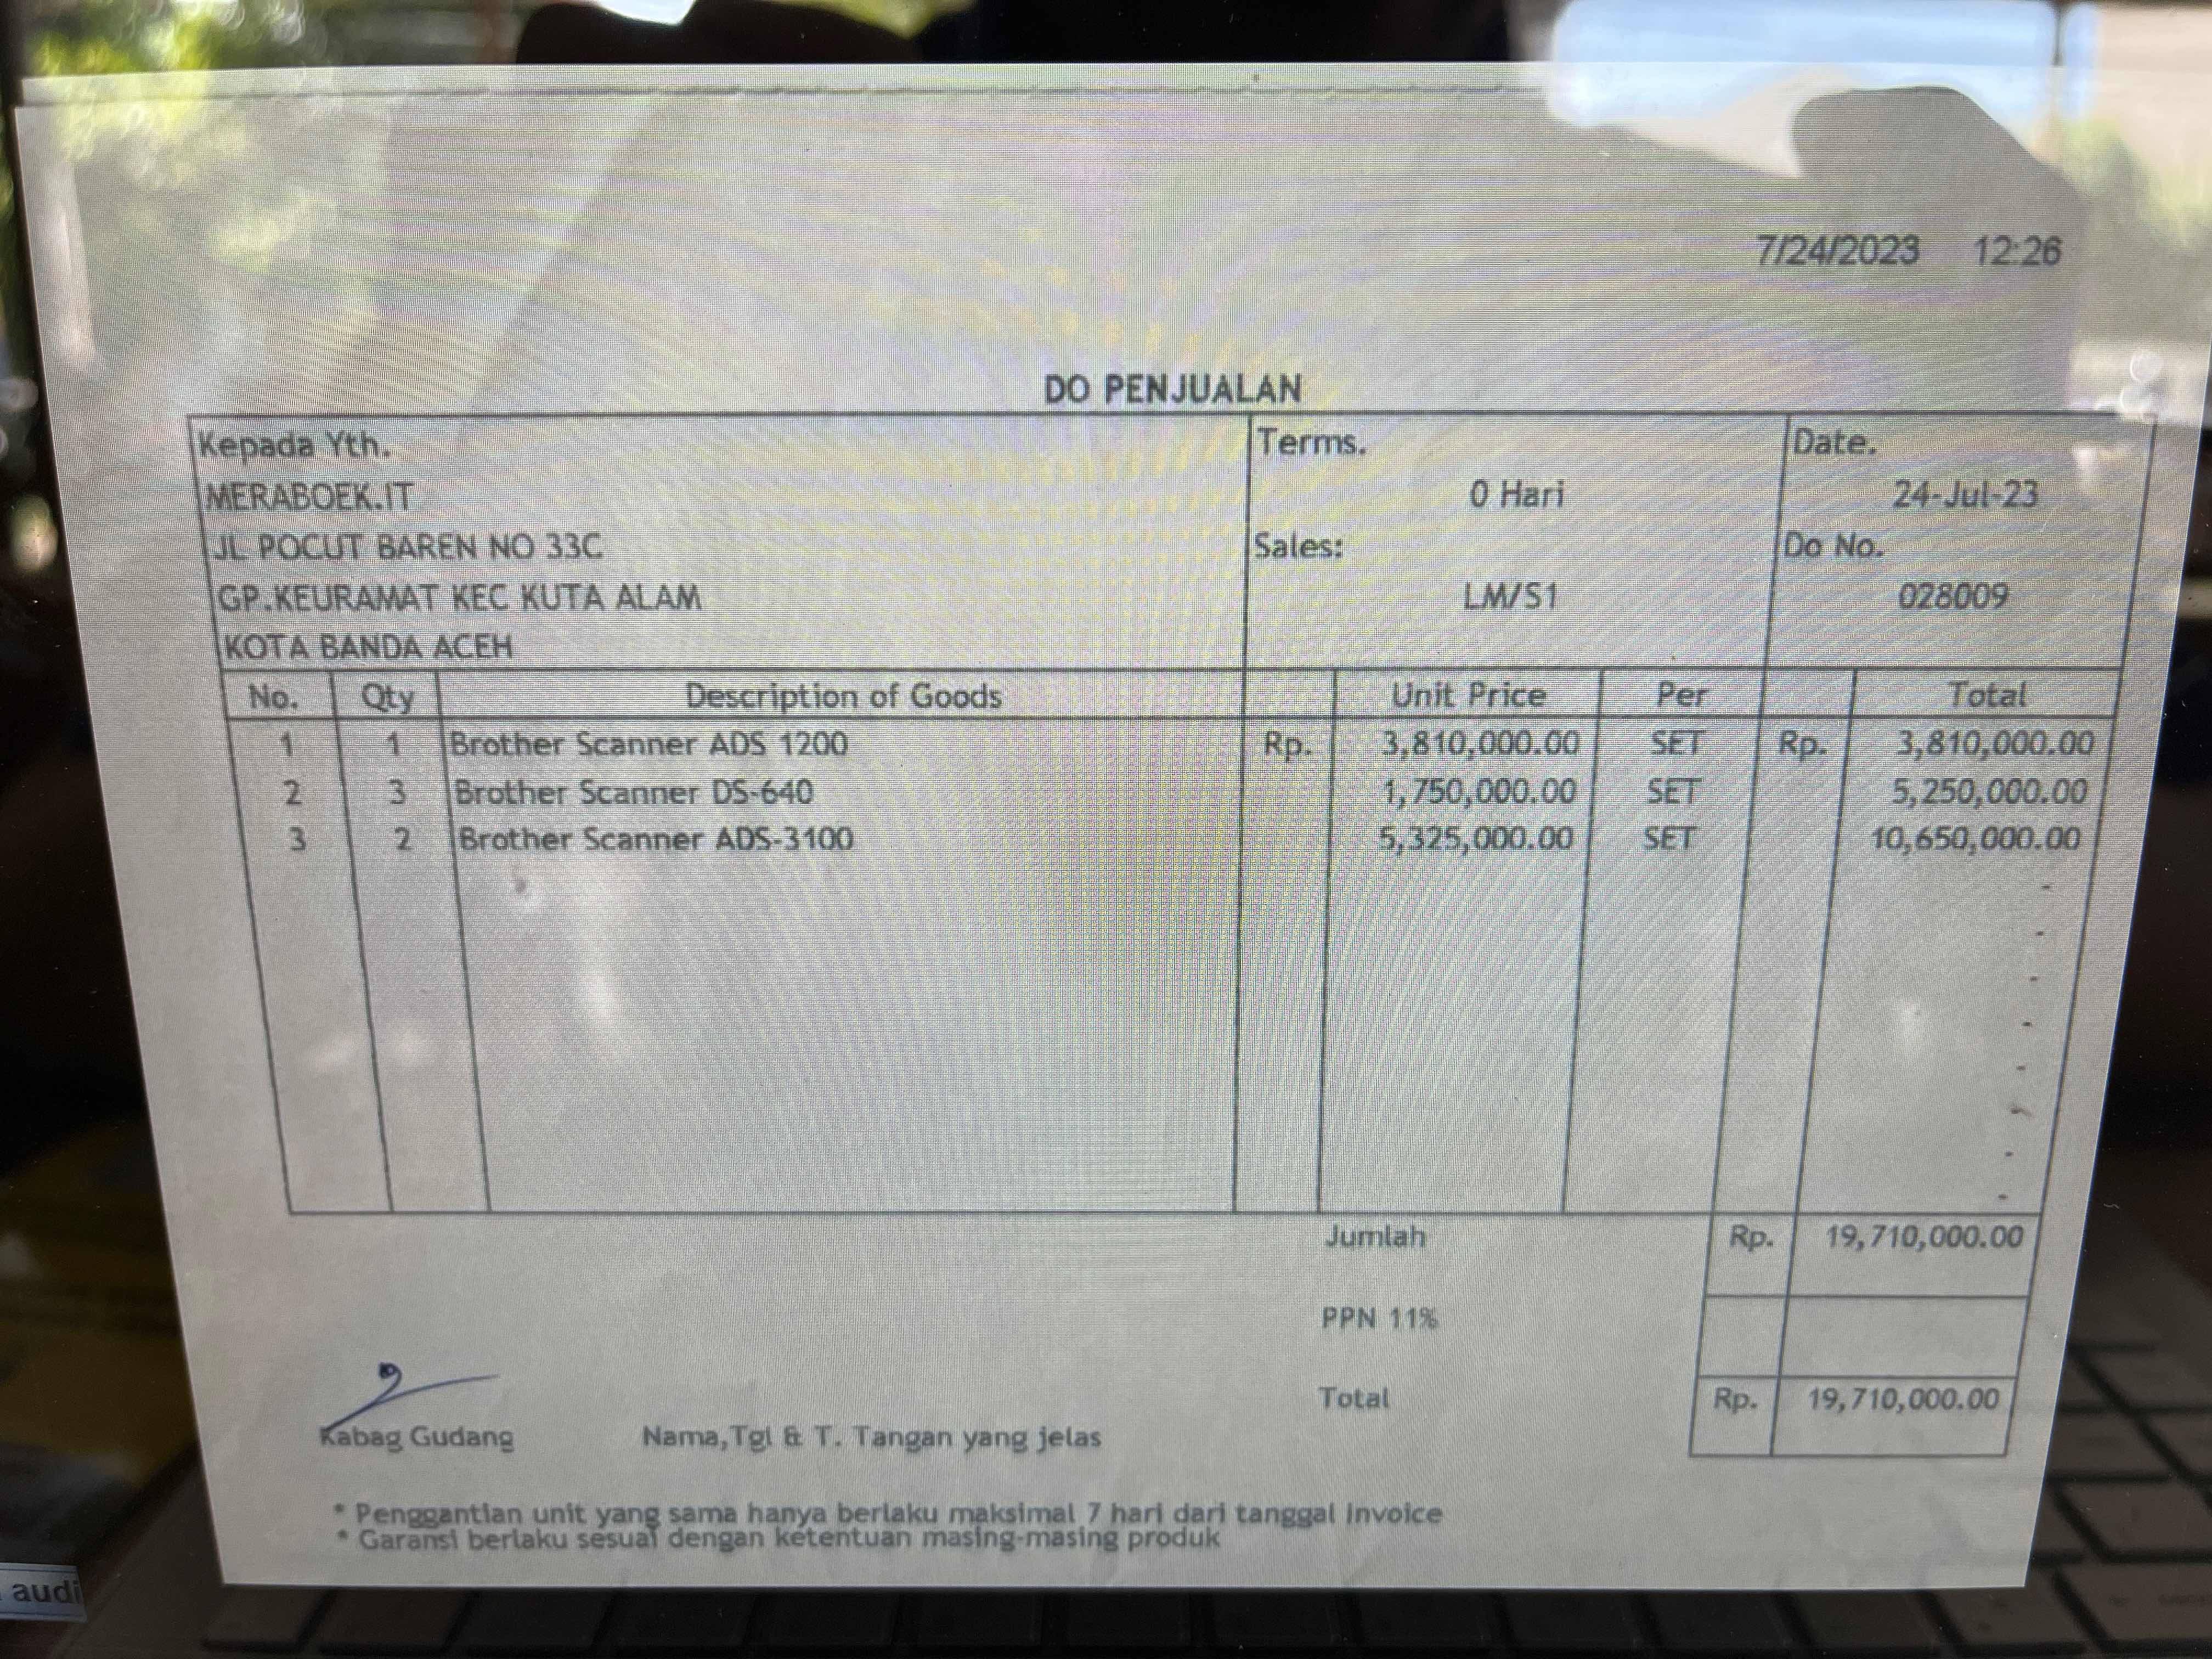 7/24/2023 12:26
DO PENJUALAN
Kepada Yth. Terms. Date.
MERABOEK.IT 0 Hari 24-Jul-23
JL POCUT BAREN NO 33C Sales: Do No.
GP.KEURAMAT KEC KUTA ALAM LM/S1 028009
KOTA BANDA ACEH
No. Qty Description of Goods Unit Price Per Total
1 1 Brother Scanner ADS 1200 Rp. 3,810,000.00 SET Rp. 3,810,000.00
2 3 Brother Scanner DS-640 1,750,000.00 SET 5,250,000.00
3 2 Brother Scanner ADS-3100 5,325,000.00 SET 10,650,000.00
Jumlah Rp. 19,710,000.00
PPN 11%
Total Rp. 19,710,000.00
Kabag Gudang Nama,Tgl & T. Tangan yang jelas
* Penggantian unit yang sama hanya berlaku maksimal 7 hari dari tanggal invoice
* Garansi berlaku sesuai dengan ketentuan masing-masing produk
audi